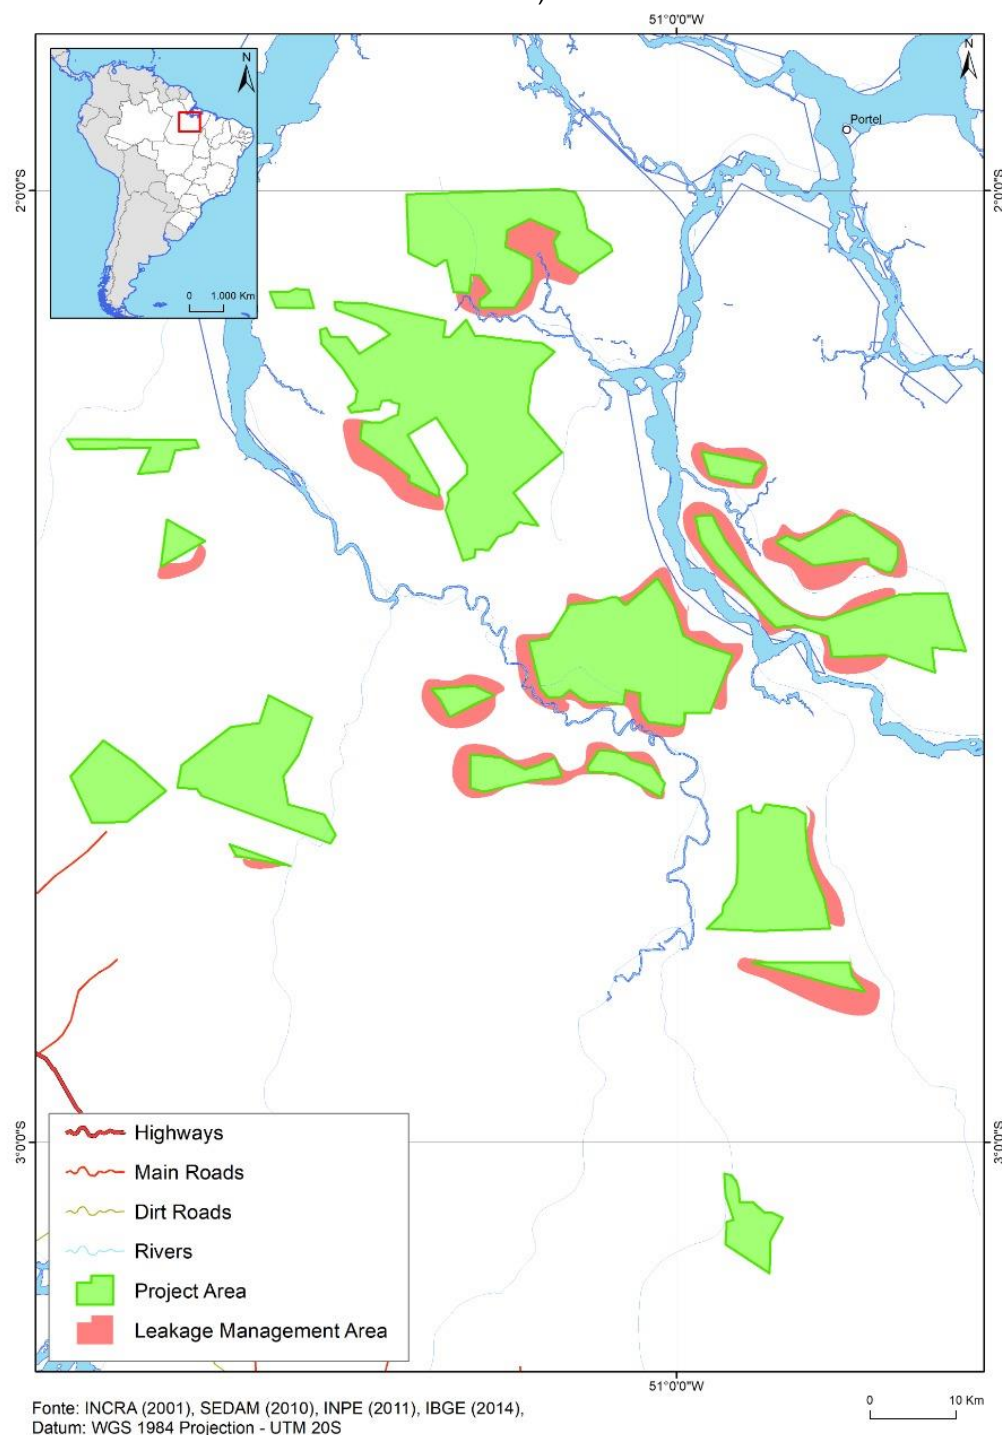 51°0'0"W
N
N
Portel
2°0'0"S
2°0'0"S
0 1.000 Km
3°0'0"S
3°0'0"S
Highways
Main Roads
Dirt Roads
Rivers
Project Area
Leakage Management Area
51°0'0"W
0 10 Km
Fonte: INCRA (2001), SEDAM (2010), INPE (2011), IBGE (2014),
Datum: WGS 1984 Projection - UTM 20S